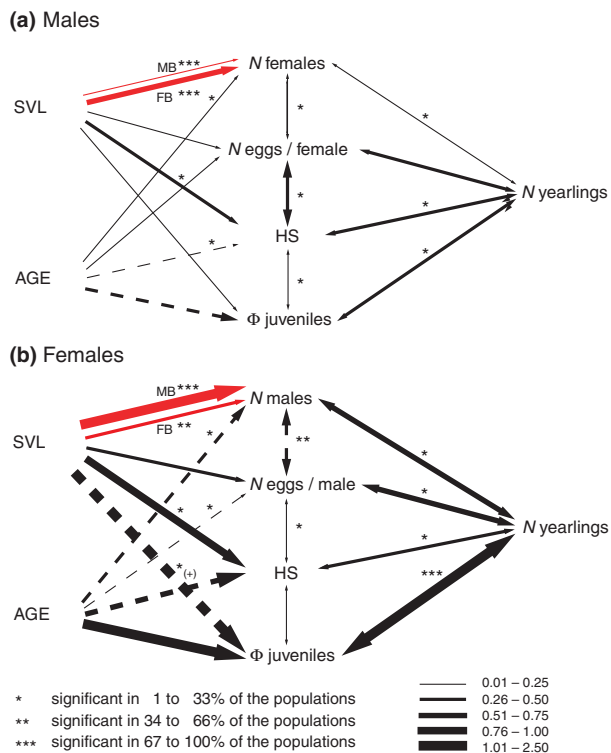 (a) Males
N females
MB***
FB***
*
SVL
*
*
N eggs / female
*
*
N yearlings
*
HS
*
*
AGE
*
*
Φ juveniles
(b) Females
N males
MB***
FB**
*
SVL
**
*
N eggs / male
*
*
*
*
N yearlings
*
*(+)
HS
***
AGE
Φ juveniles
* significant in 1 to 33% of the populations
** significant in 34 to 66% of the populations
*** significant in 67 to 100% of the populations
0.01 – 0.25
0.26 – 0.50
0.51 – 0.75
0.76 – 1.00
1.01 – 2.50